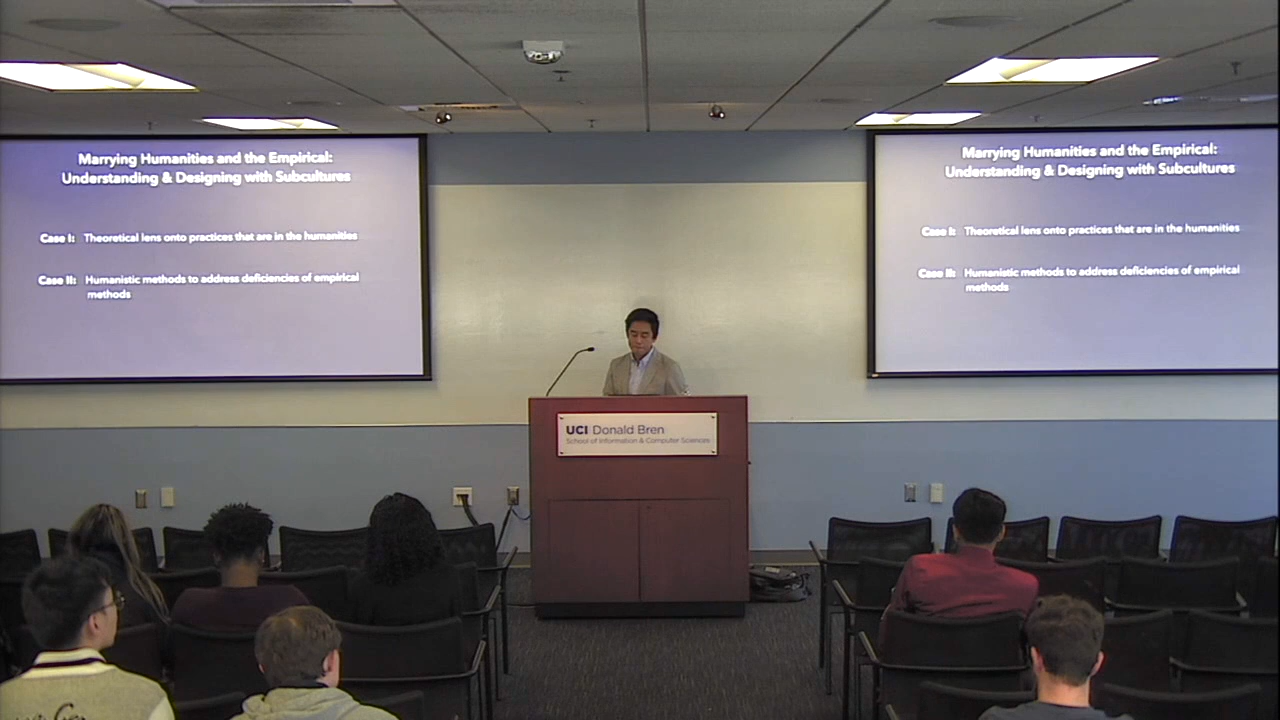 Marrying Humanities and the Empirical:
Understanding & Designing with Subcultures
Case I: Theoretical lens onto practices that are in the humanities
Case II: Humanistic methods to address deficiencies of empirical
methods
Marrying Humanities and the Empirical:
Understanding & Designing with Subcultures
Case I: Theoretical lens onto practices that are in the humanities
Case II: Humanistic methods to address deficiencies of empirical
methods
UCI Donald Bren
School of Information & Computer Sciences